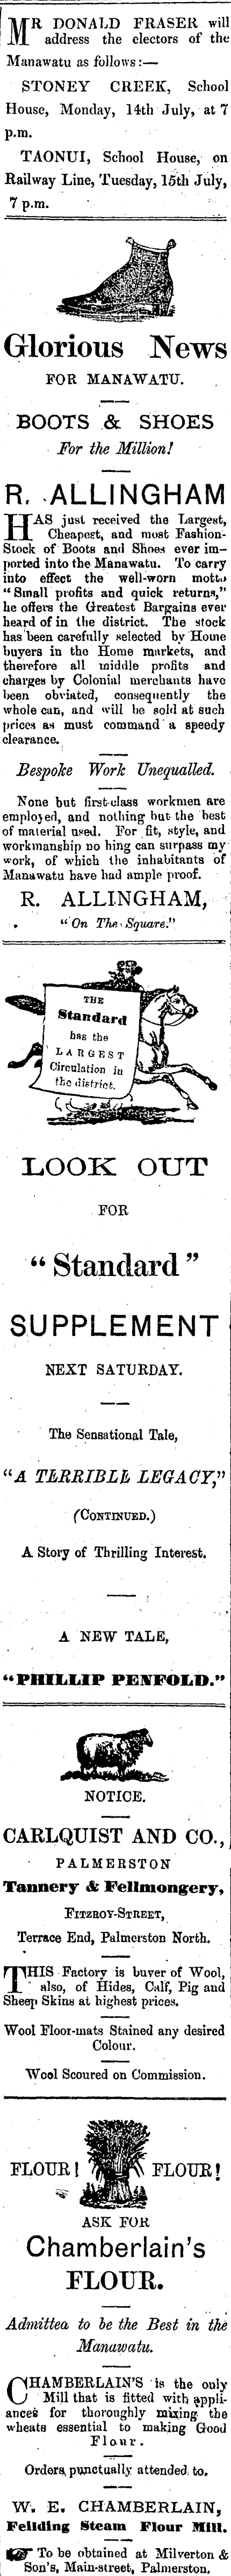 MR DONALD FRASER will
address the electors of the
Manawatu as follows:—
STONEY CREEK, School
House, Monday, 14th July, at 7
p.m.
TAONUI, School House, on
Railway Line, Tuesday, 15th July,
7 p.m.
Glorious News
FOR MANAWATU.
BOOTS & SHOES
For the Million!
R. ALLINGHAM
HAS just received the Largest,
Cheapest, and most Fashion-
Stock of Boots and Shoes ever im-
ported into the Manawatu. To carry
into effect the well-worn motto
"Small profits and quick returns,"
he offers the Greatest Bargains ever
heard of in the district. The stock
has been carefully selected by Home
buyers in the Home markets, and
therefore all middle profits and
charges by Colonial merchants have
been obviated, consequently the
whole can, and will be sold at such
prices as must command a speedy
clearance.
Bespoke Work Unequalled.
None but first-class workmen are
employed, and nothing but the best
of material used. For fit, style, and
workmanship no hing can surpass my
work, of which the inhabitants of
Manawatu have had ample proof.
R. ALLINGHAM,
"On The Square."
THE
Standard
has the
LARGEST
Circulation in
the district.
LOOK OUT
FOR
"Standard"
SUPPLEMENT
NEXT SATURDAY.
The Sensational Tale,
"A TERRIBLE LEGACY,"
(CONTINUED.)
A Story of Thrilling Interest.
A NEW TALE,
"PHILLIP PENFOLD."
NOTICE.
CARLQUIST AND CO.,
PALMERSTON
Tannery & Fellmongery,
FITZROY-STREET,
Terrace End, Palmerston North.
THIS Factory is buyer of Wool,
also, of Hides, Calf, Pig and
Sheep Skins at highest prices.
Wool Floor-mats Stained any desired
Colour.
Wool Scoured on Commission.
FLOUR! FLOUR!
ASK FOR
Chamberlain's
FLOUR.
Admittea to be the Best in the
Manawatu.
CHAMBERLAIN'S is the only
Mill that is fitted with appli-
ances for thoroughly mixing the
wheats essential to making Good
Flour.
Orders punctually attended to.
W. E. CHAMBERLAIN,
Feilding Steam Flour Mill.
☞ To be obtained at Milverton &
Son's, Main-street, Palmerston.